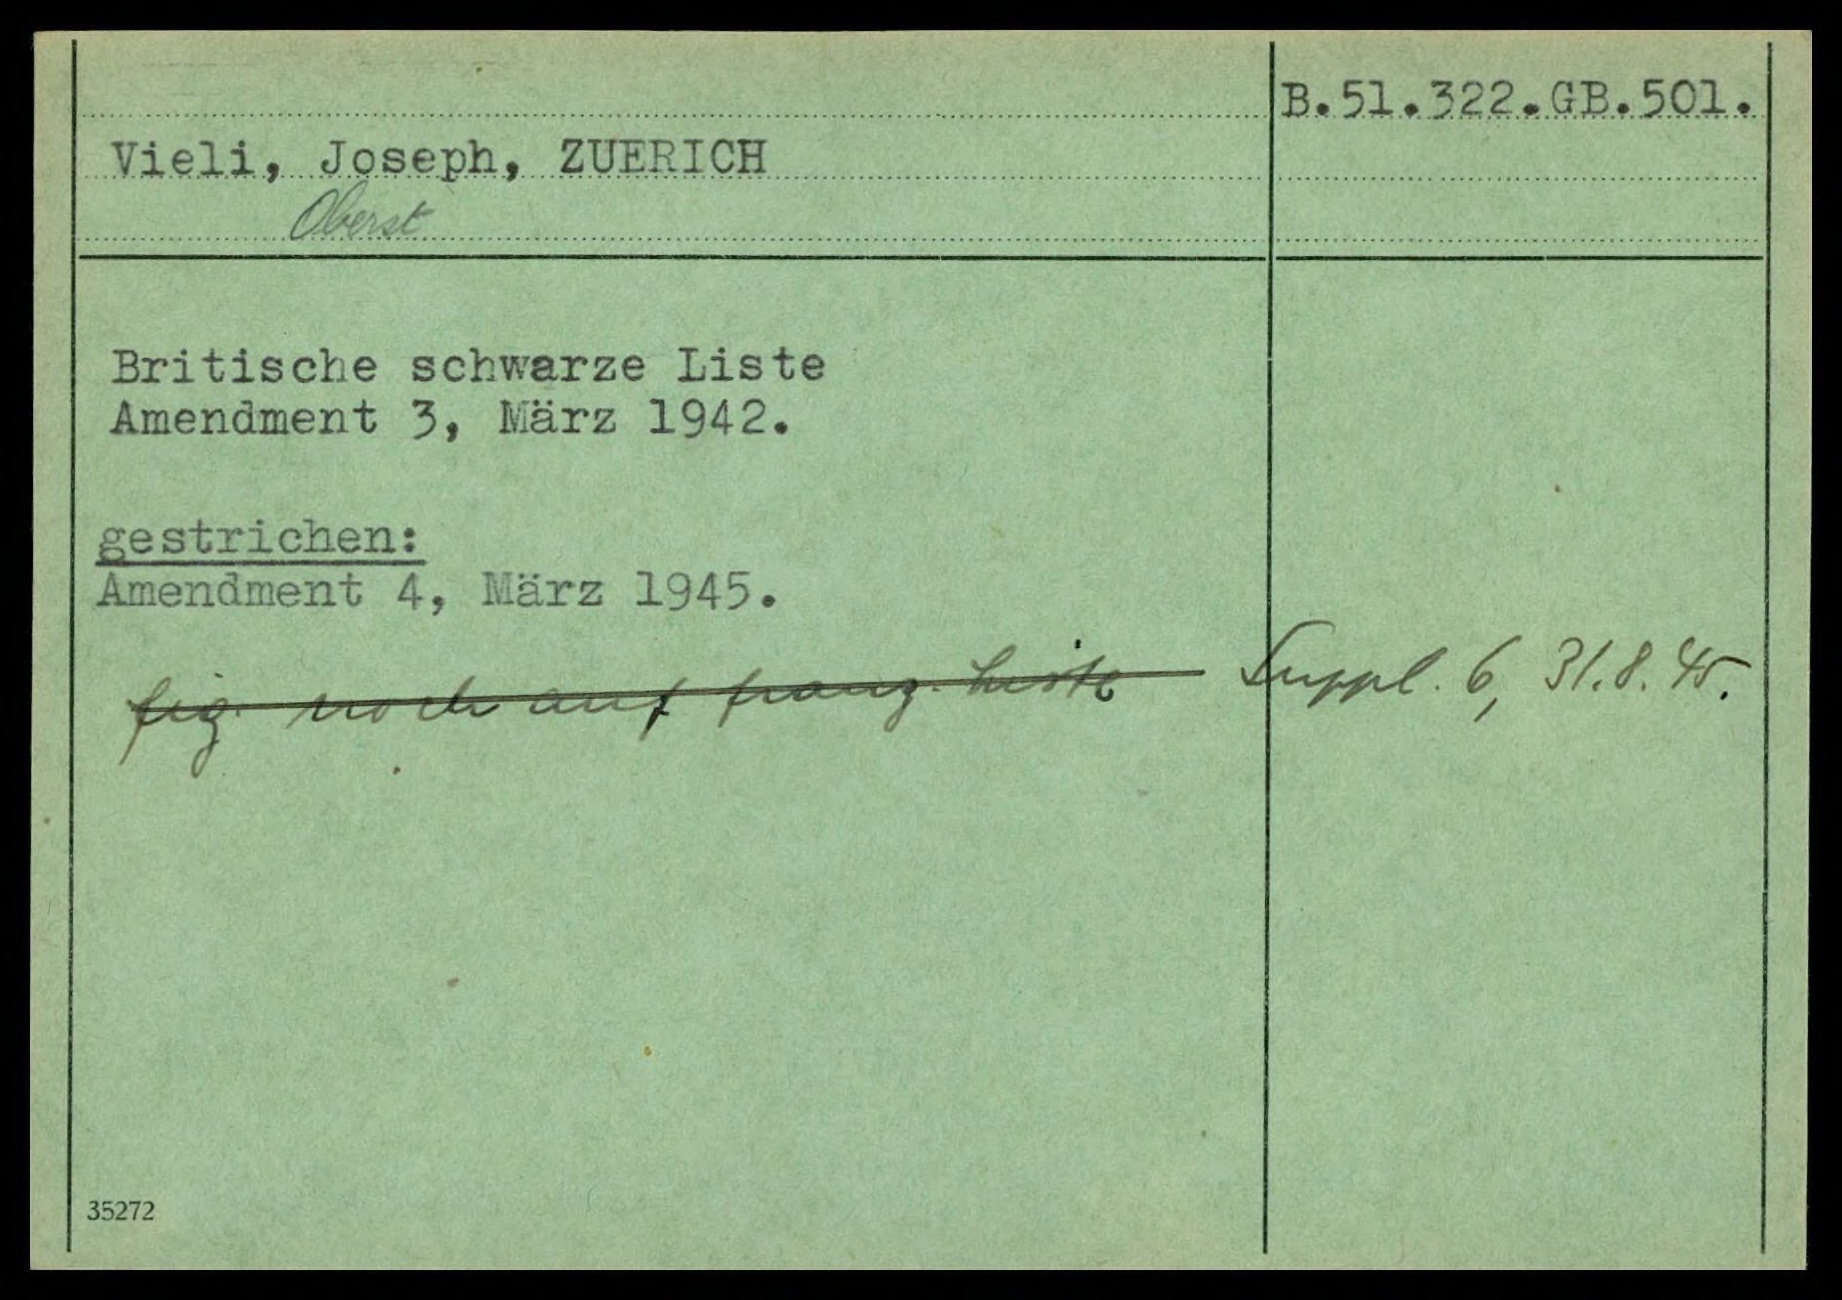 B.51.322.GB.501.
Vieli, Joseph, ZUERICH
Oberst
Britische schwarze Liste
Amendment 3, März 1942.
gestrichen:
Amendment 4, März 1945.
fig. noch auf franz. Liste Suppl. 6, 31.8.45.
35272